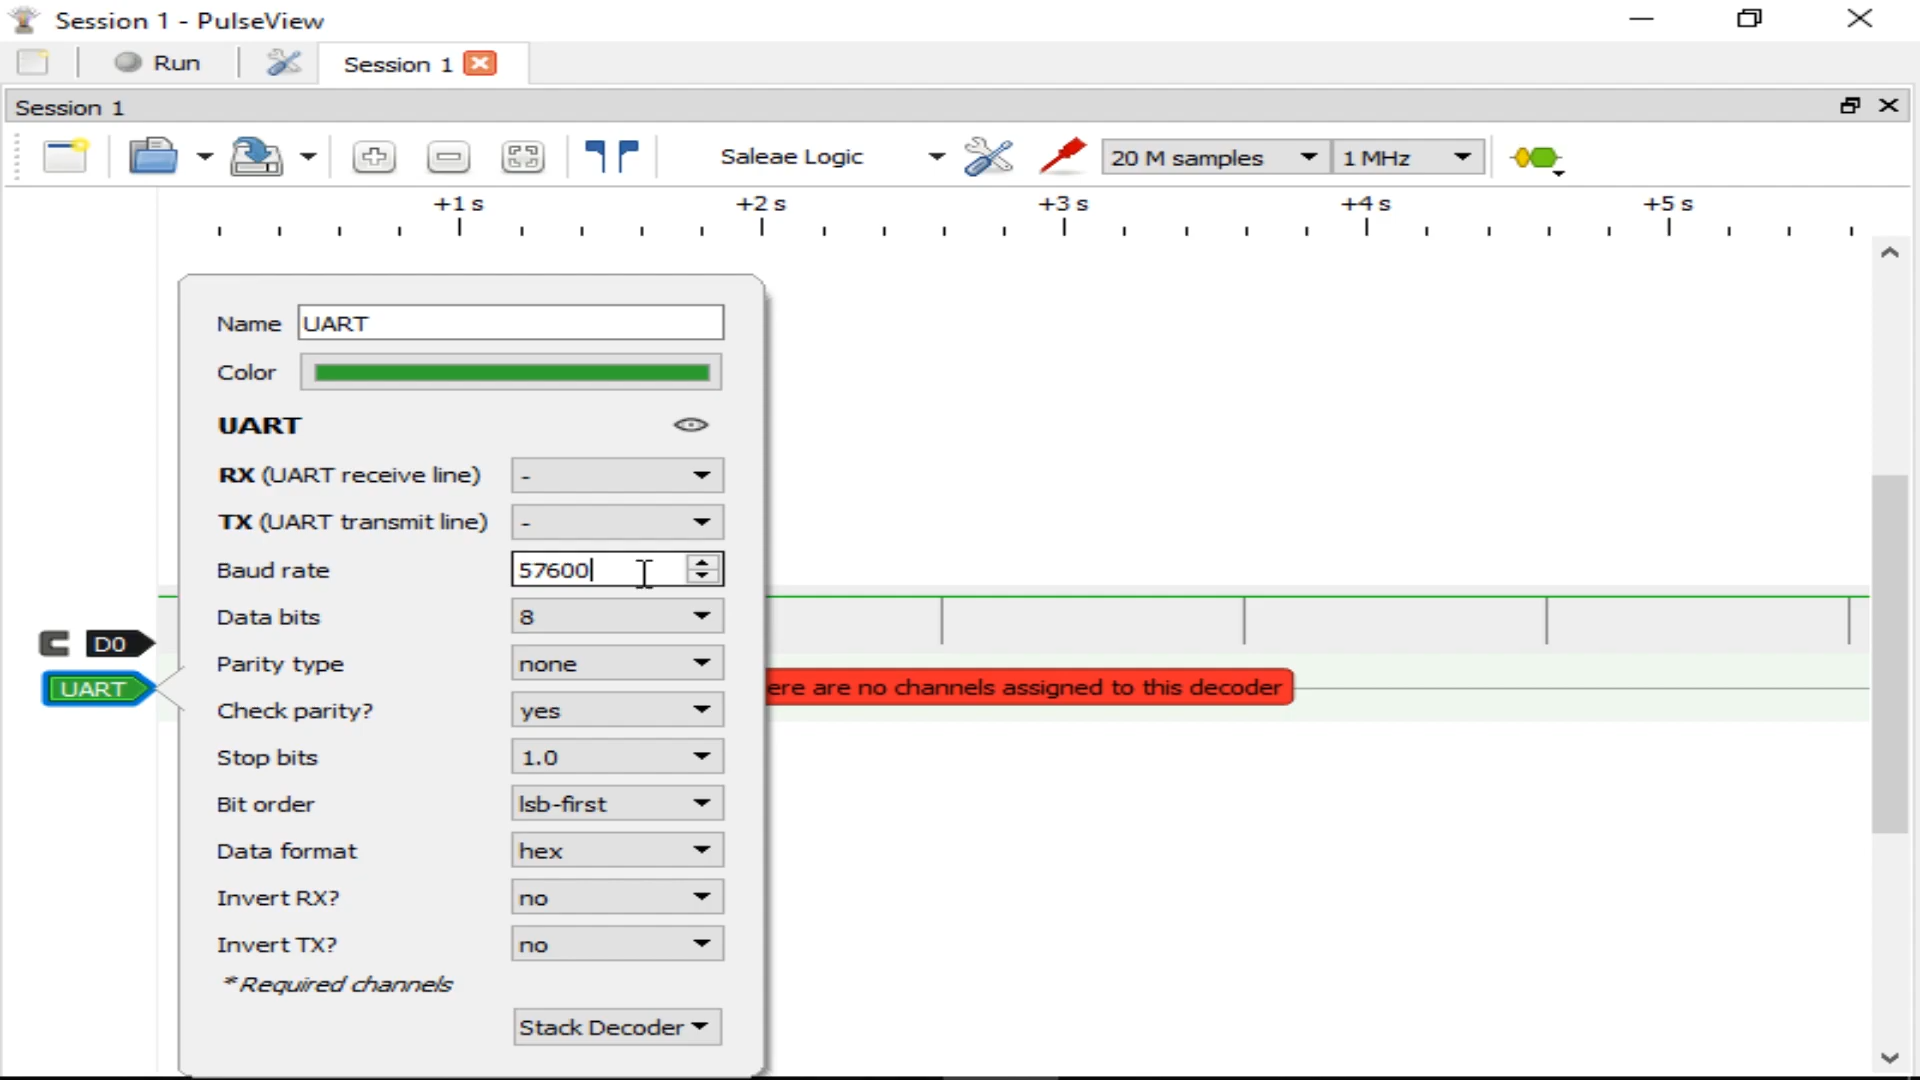 Session 1 - PulseView
Run
Session 1
Session 1
Saleae Logic
20 M samples
1 MHz
+1 s +2 s +3 s +4 s +5 s
Name UART
Color
UART
RX (UART receive line) -
TX (UART transmit line) -
Baud rate 57600
Data bits 8
D0
Parity type none
UART
ere are no channels assigned to this decoder
Check parity? yes
Stop bits 1.0
Bit order lsb-first
Data format hex
Invert RX? no
Invert TX? no
* Required channels
Stack Decoder